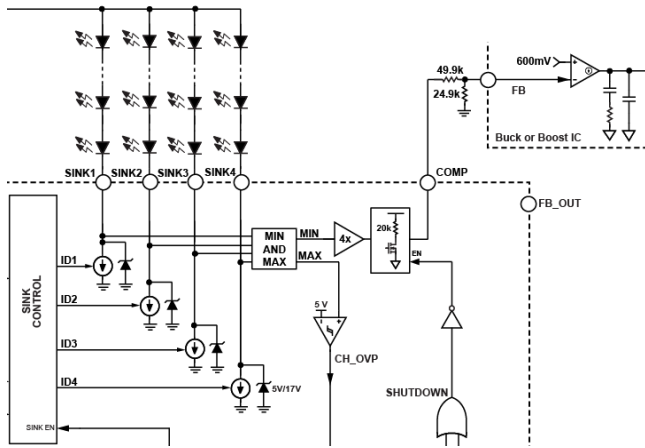 600mV
49.9k
24.9k
FB
Buck or Boost IC
SINK1
SINK2
SINK3
SINK4
COMP
FB_OUT
MIN
AND
MAX
MIN
MAX
4x
20k
EN
SINK
CONTROL
ID1
ID2
ID3
ID4
5 V
CH_OVP
5V/17V
SHUTDOWN
SINK EN